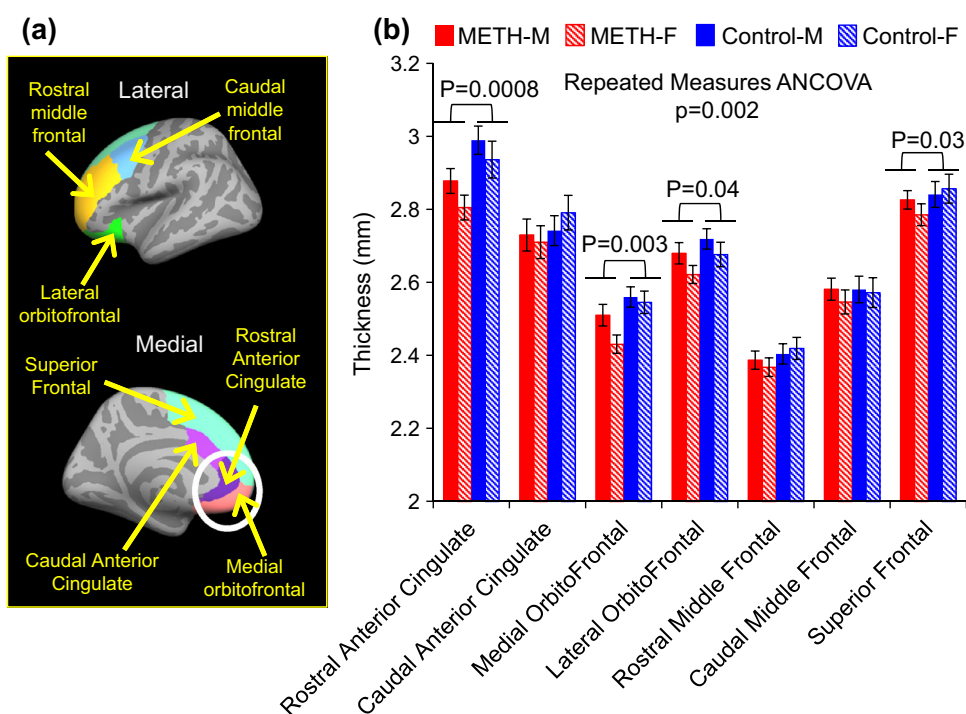 (a)
Lateral
Rostral
middle
frontal
Caudal
middle
frontal
Lateral
orbitofrontal
Medial
Superior
Frontal
Rostral
Anterior
Cingulate
Caudal Anterior
Cingulate
Medial
orbitofrontal
(b)
METH-M METH-F Control-M Control-F
Repeated Measures ANCOVA
p=0.002
P=0.0008
P=0.003
P=0.04
P=0.03
Thickness (mm)
3.2
3
2.8
2.6
2.4
2.2
2
Rostral Anterior Cingulate
Caudal Anterior Cingulate
Medial OrbitoFrontal
Lateral OrbitoFrontal
Rostral Middle Frontal
Caudal Middle Frontal
Superior Frontal